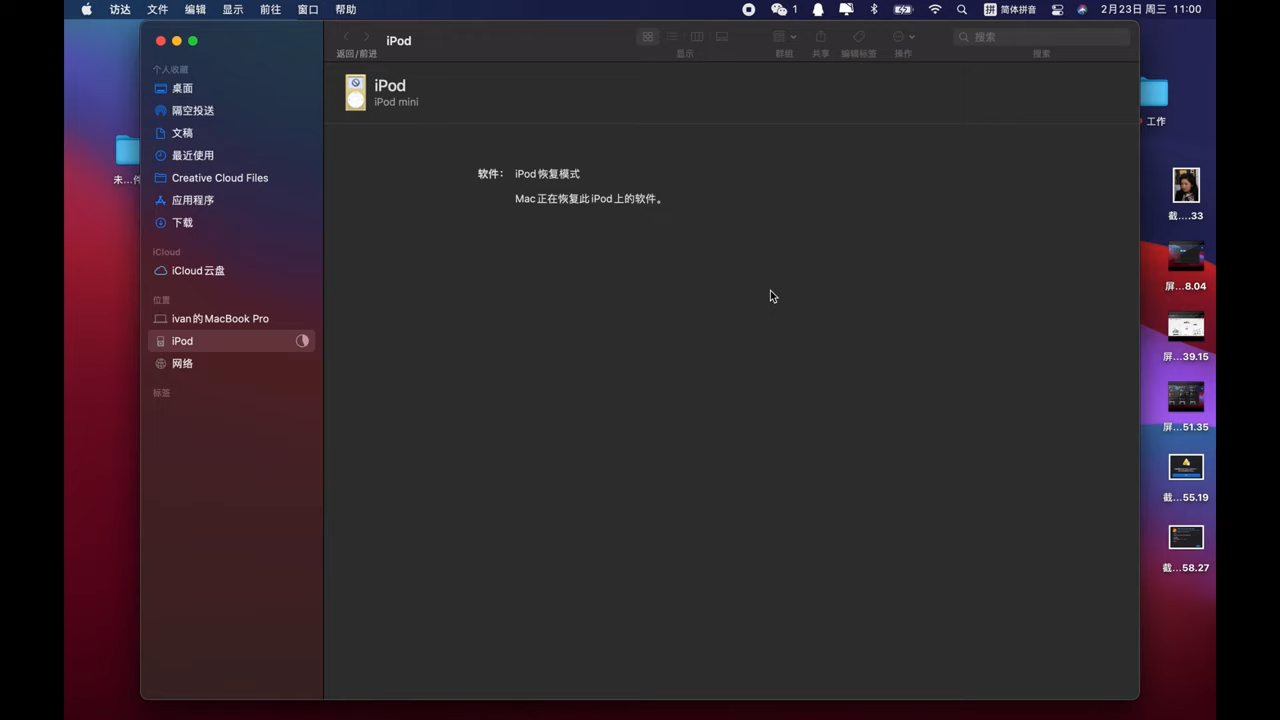 访达 文件 编辑 显示 前往 窗口 帮助 1 拼 简体拼音 2月23日 周三 11:00
iPod
返回/前进 显示 群组 共享 编辑标签 操作 搜索
搜索
个人收藏
桌面
隔空投送
文稿
最近使用
Creative Cloud Files
应用程序
下载
iCloud
iCloud云盘
位置
ivan的MacBook Pro
iPod
网络
标签
iPod
iPod mini
软件： iPod恢复模式
Mac正在恢复此iPod上的软件。
未...件
工作
截....33
屏...8.04
屏...39.15
屏...51.35
截...55.19
截...58.27